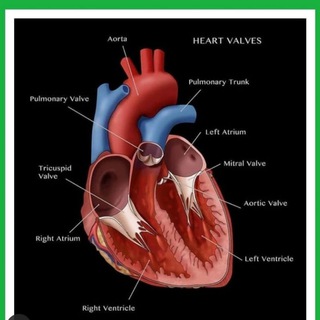 Aorta
HEART VALVES
Pulmonary Trunk
Pulmonary Valve
Left Atrium
Mitral Valve
Tricuspid
Valve
Aortic Valve
Right Atrium
Left Ventricle
Right Ventricle